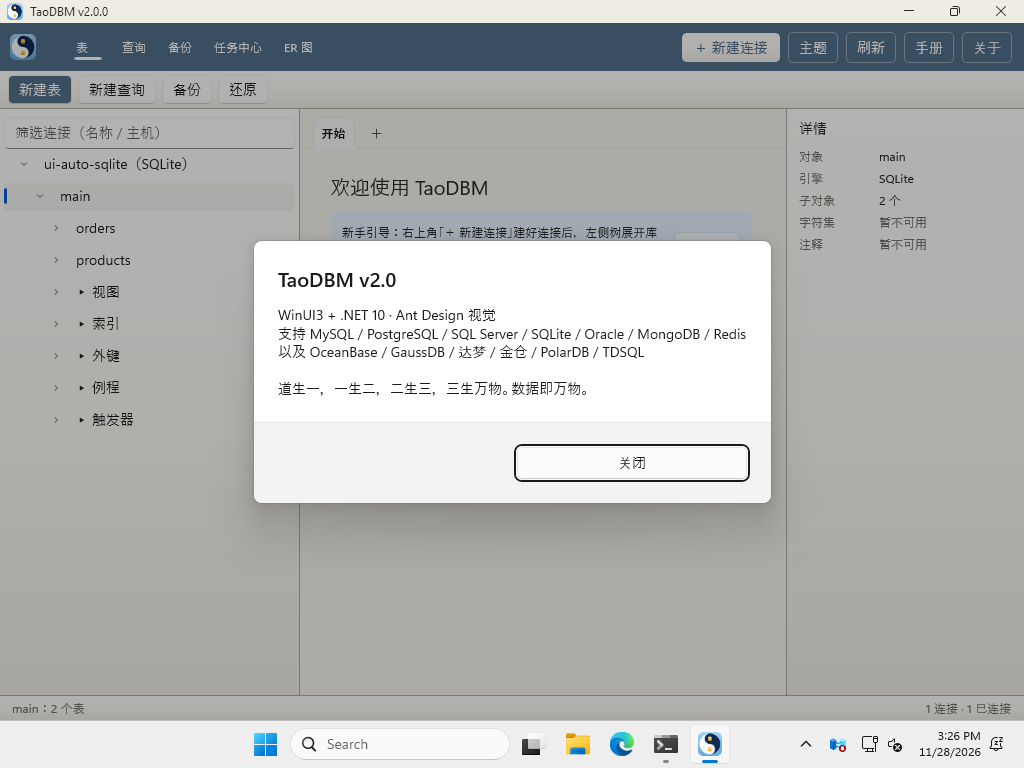 TaoDBM v2.0.0
表
查询
备份
任务中心
ER 图
+ 新建连接
主题
刷新
手册
关于
新建表
新建查询
备份
还原
筛选连接（名称 / 主机）
ui-auto-sqlite（SQLite）
main
orders
products
视图
索引
外键
例程
触发器
开始
欢迎使用 TaoDBM
新手引导：右上角「＋ 新建连接」建好连接后，左侧树展开库
TaoDBM v2.0
WinUI3 + .NET 10 · Ant Design 视觉
支持 MySQL / PostgreSQL / SQL Server / SQLite / Oracle / MongoDB / Redis
以及 OceanBase / GaussDB / 达梦 / 金仓 / PolarDB / TDSQL
道生一，一生二，二生三，三生万物。数据即万物。
关闭
详情
对象 main
引擎 SQLite
子对象 2 个
字符集 暂不可用
注释 暂不可用
main：2 个表
1 连接 · 1 已连接
Search
3:26 PM
11/28/2026